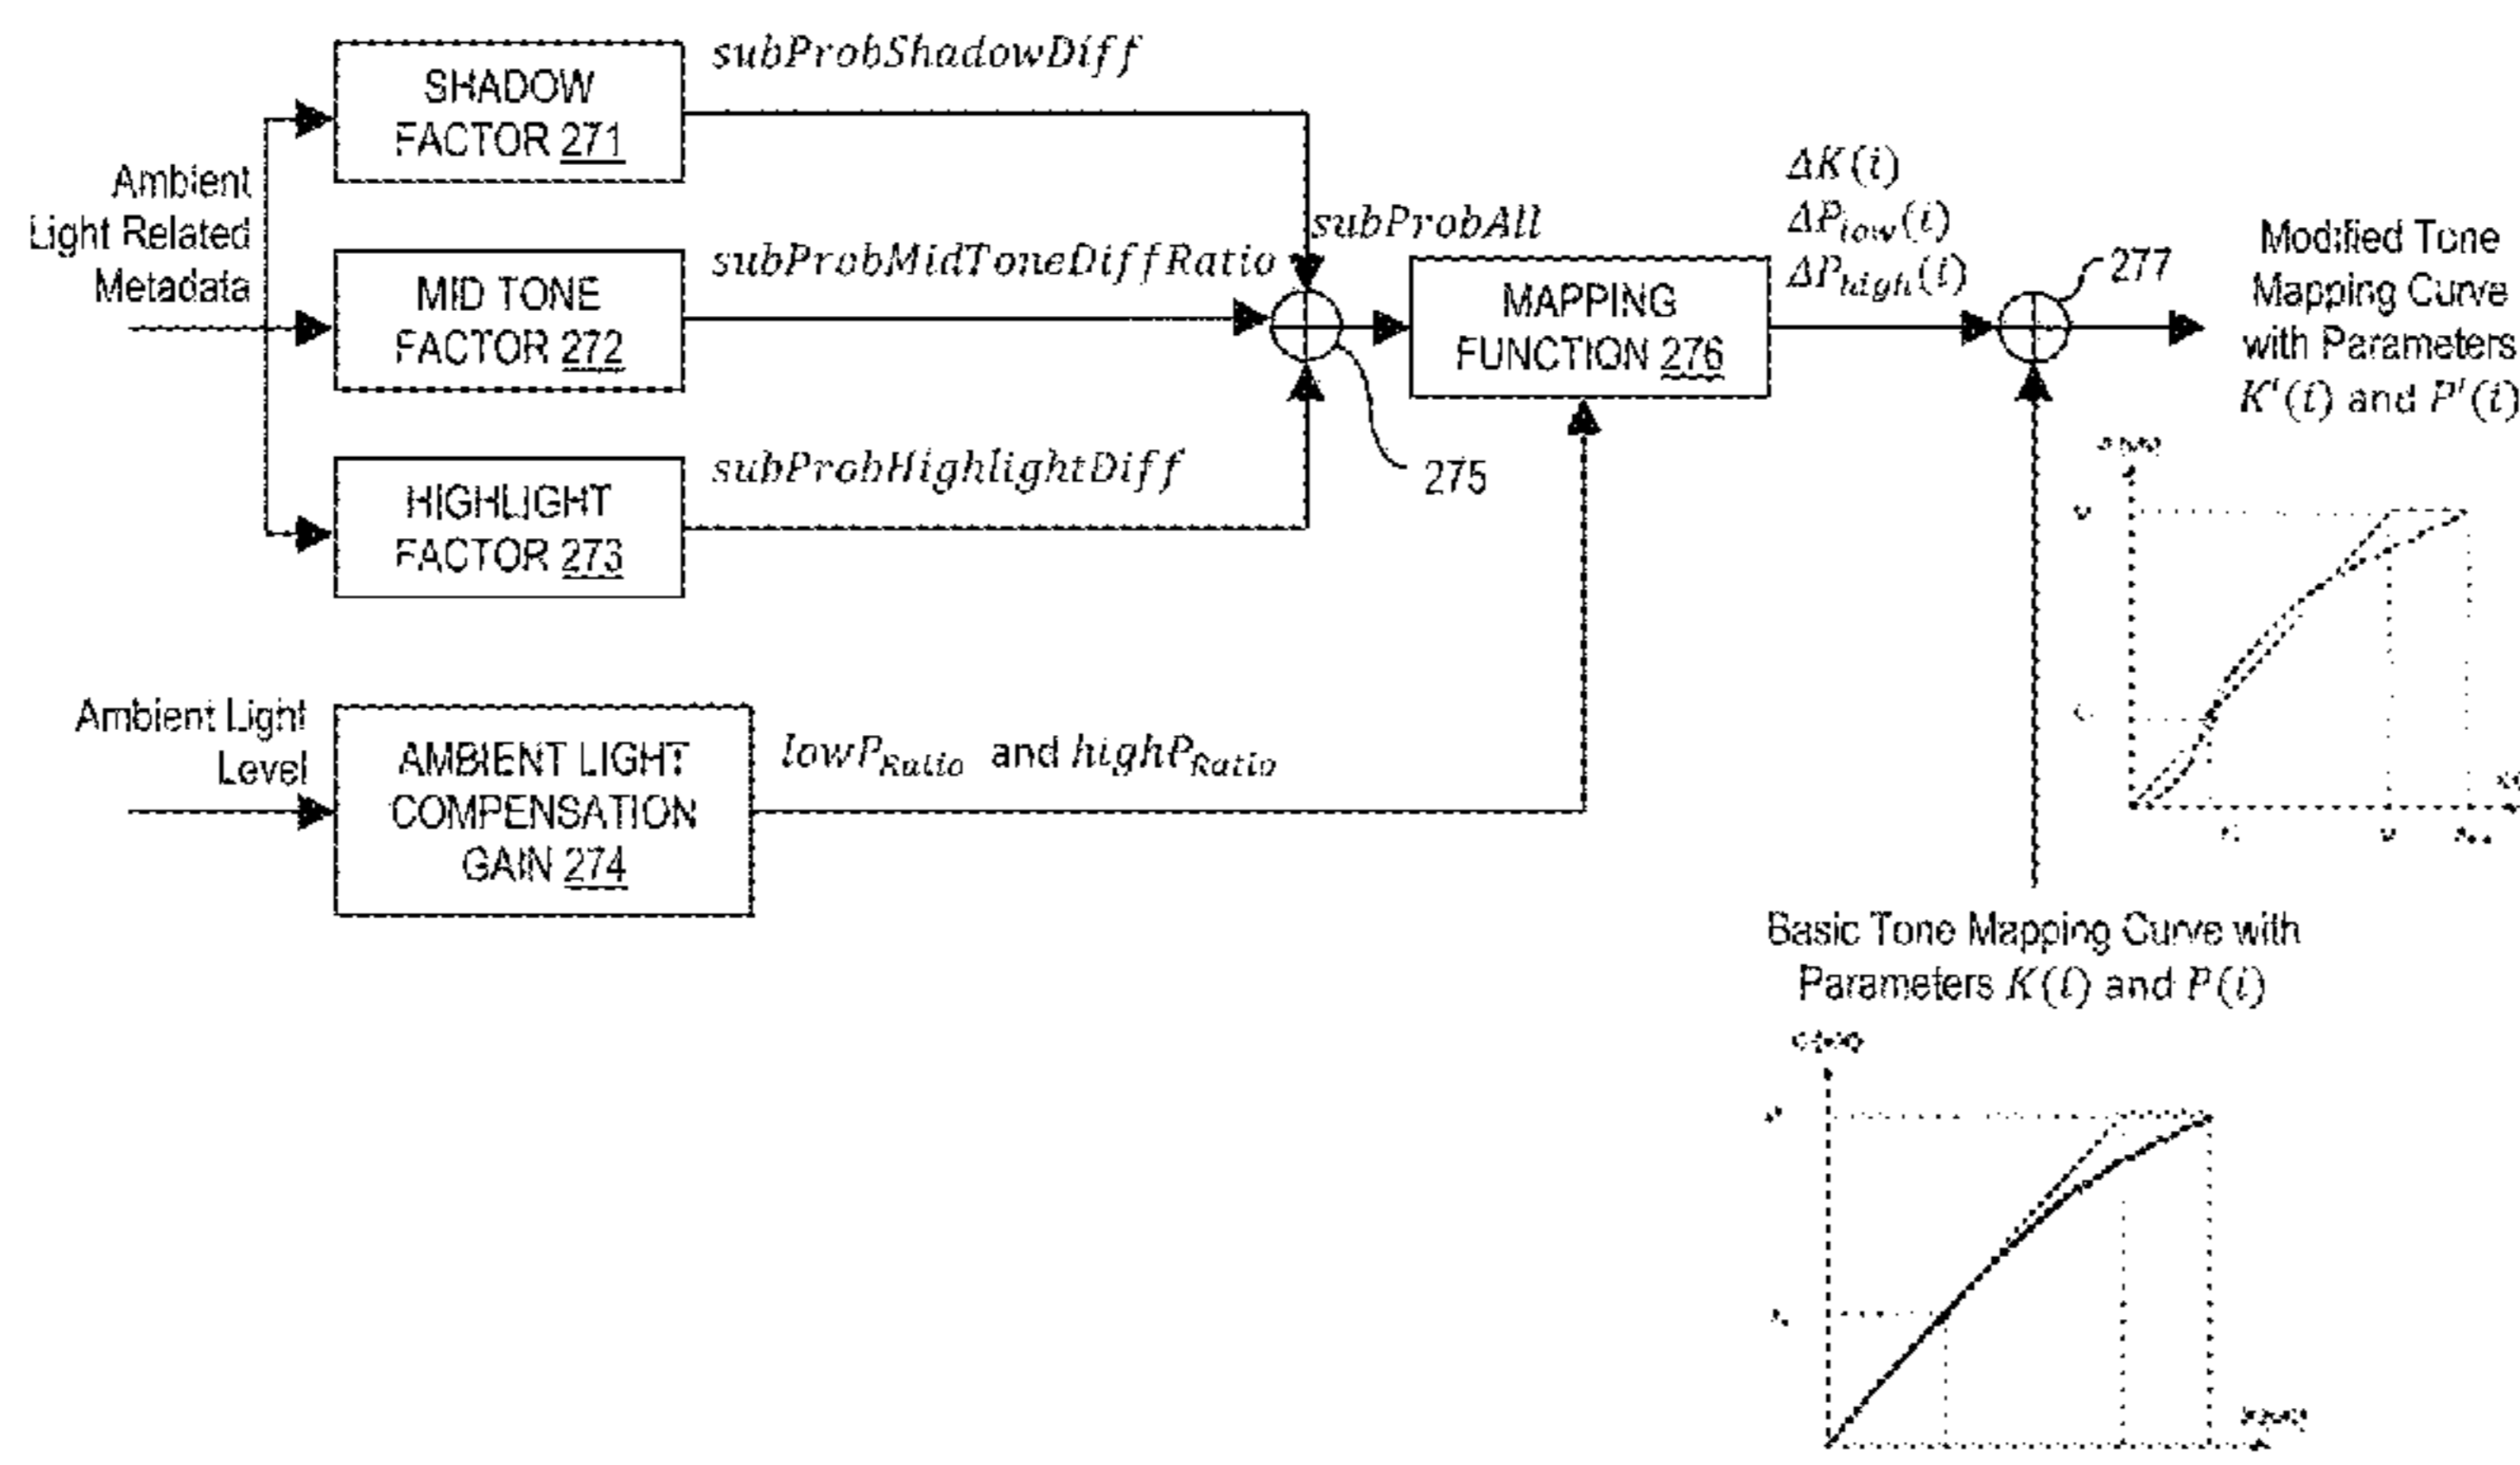 SHADOW
FACTOR 271
subProbShadowDiff
Ambient
Light Related
Metadata
MID TONE
FACTOR 272
subProbMidToneDiffRatio
HIGHLIGHT
FACTOR 273
subProbHighlightDiff
subProbAll
275
MAPPING
FUNCTION 276
ΔK(i)
ΔP_low(i)
ΔP_high(i)
277
Modified Tone
Mapping Curve
with Parameters
K'(i) and P'(i)
Ambient Light
Level
AMBIENT LIGHT
COMPENSATION
GAIN 274
lowP_Ratio and highP_Ratio
Basic Tone Mapping Curve with
Parameters K(i) and P(i)